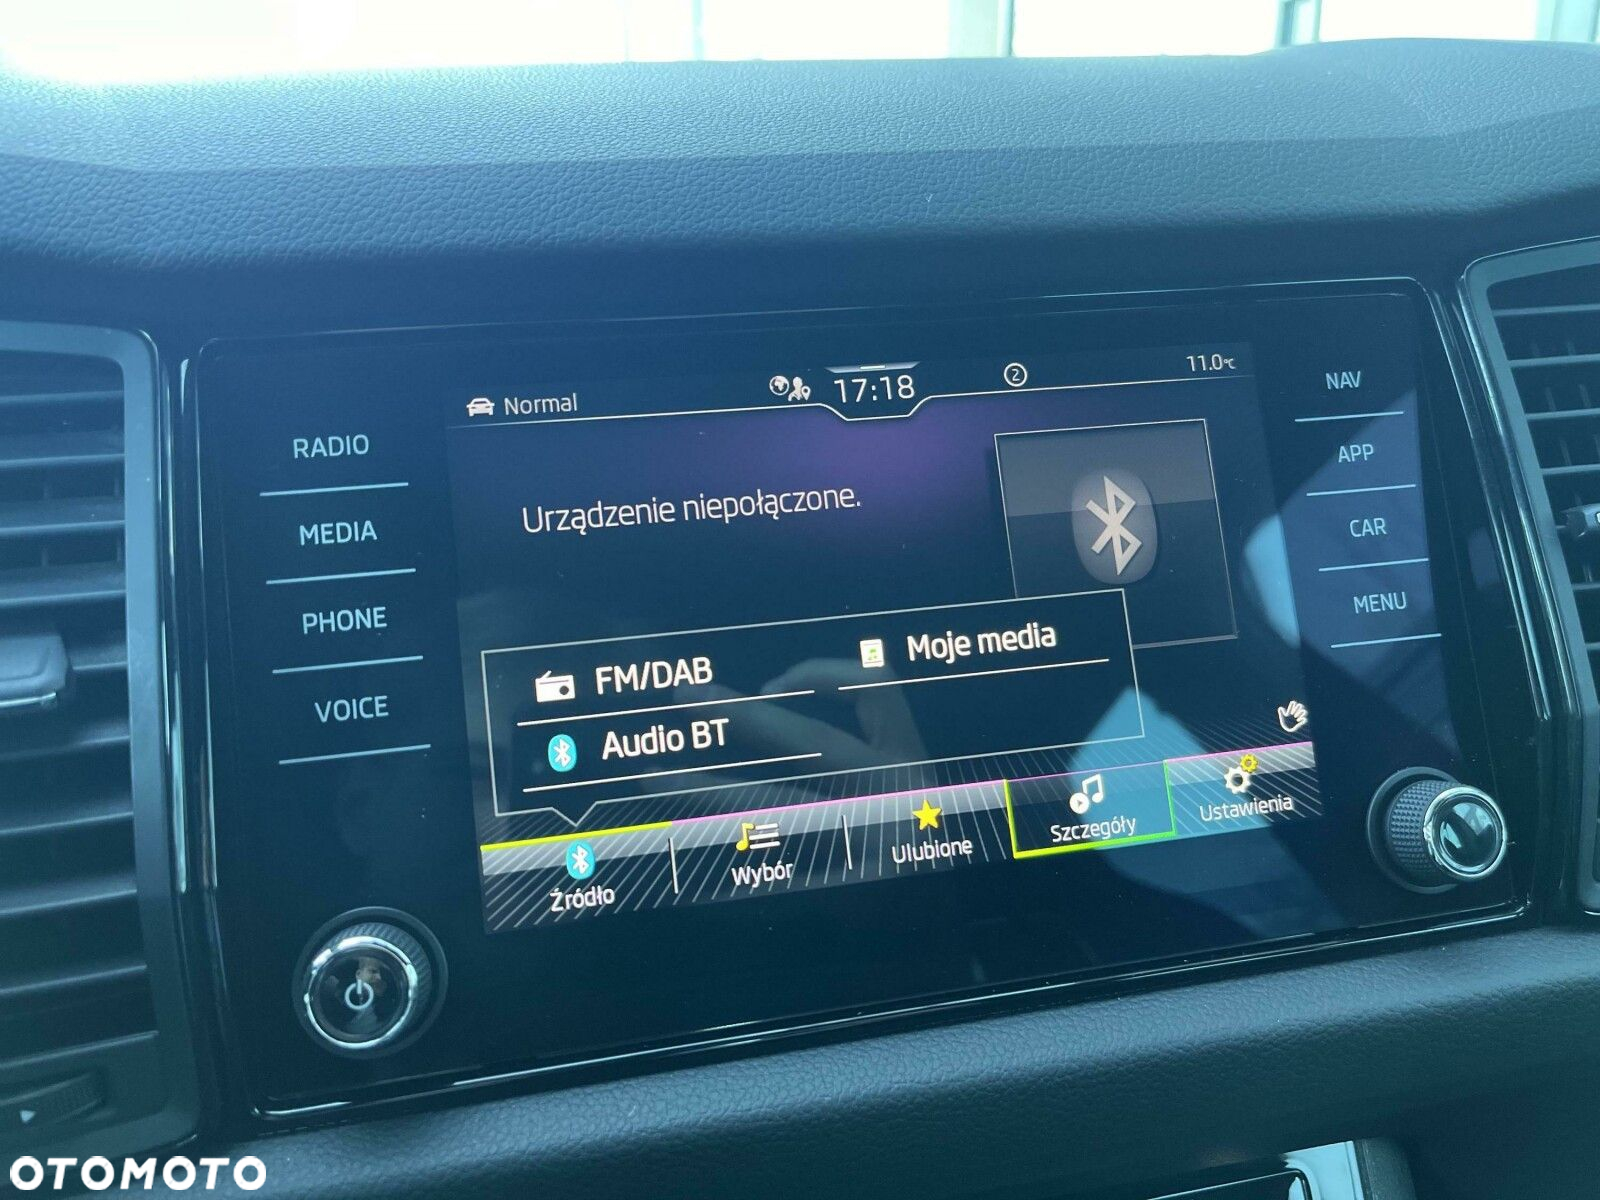 Normal
17:18
2
11.0°C
RADIO
MEDIA
PHONE
VOICE
NAV
APP
CAR
MENU
Urządzenie niepołączone.
FM/DAB
Moje media
Audio BT
Źródło
Wybór
Ulubione
Szczegóły
Ustawienia
OTOMOTO